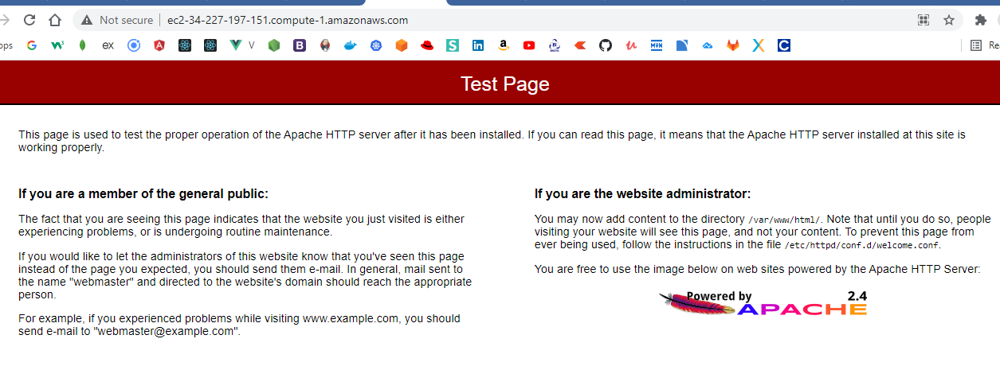 Not secure | ec2-34-227-197-151.compute-1.amazonaws.com
ex
V
Test Page
This page is used to test the proper operation of the Apache HTTP server after it has been installed. If you can read this page, it means that the Apache HTTP server installed at this site is
working properly.
If you are a member of the general public:
The fact that you are seeing this page indicates that the website you just visited is either
experiencing problems, or is undergoing routine maintenance.
If you would like to let the administrators of this website know that you've seen this page
instead of the page you expected, you should send them e-mail. In general, mail sent to
the name "webmaster" and directed to the website's domain should reach the appropriate
person.
For example, if you experienced problems while visiting www.example.com, you should
send e-mail to "webmaster@example.com".
If you are the website administrator:
You may now add content to the directory /var/www/html/. Note that until you do so, people
visiting your website will see this page, and not your content. To prevent this page from
ever being used, follow the instructions in the file /etc/httpd/conf.d/welcome.conf.
You are free to use the image below on web sites powered by the Apache HTTP Server:
Powered by 2.4
APACHE